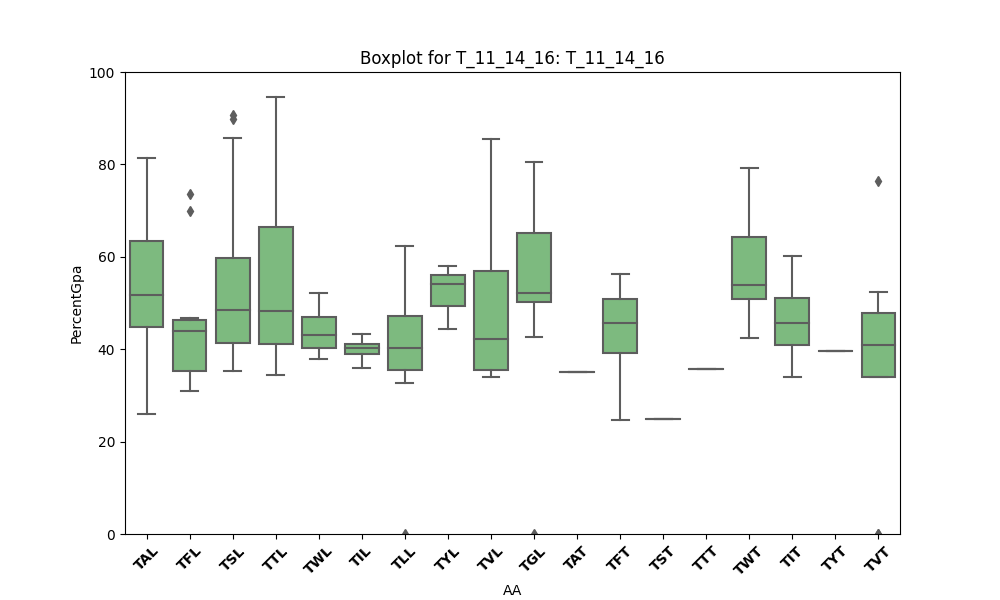 Boxplot for T_11_14_16: T_11_14_16
PercentGpa
100
80
60
40
20
0
TAL TFL TSL TTL TWL TIL TLL TYL TVL TGL TAT TFT TST TTT TWT TIT TYT TVT
AA